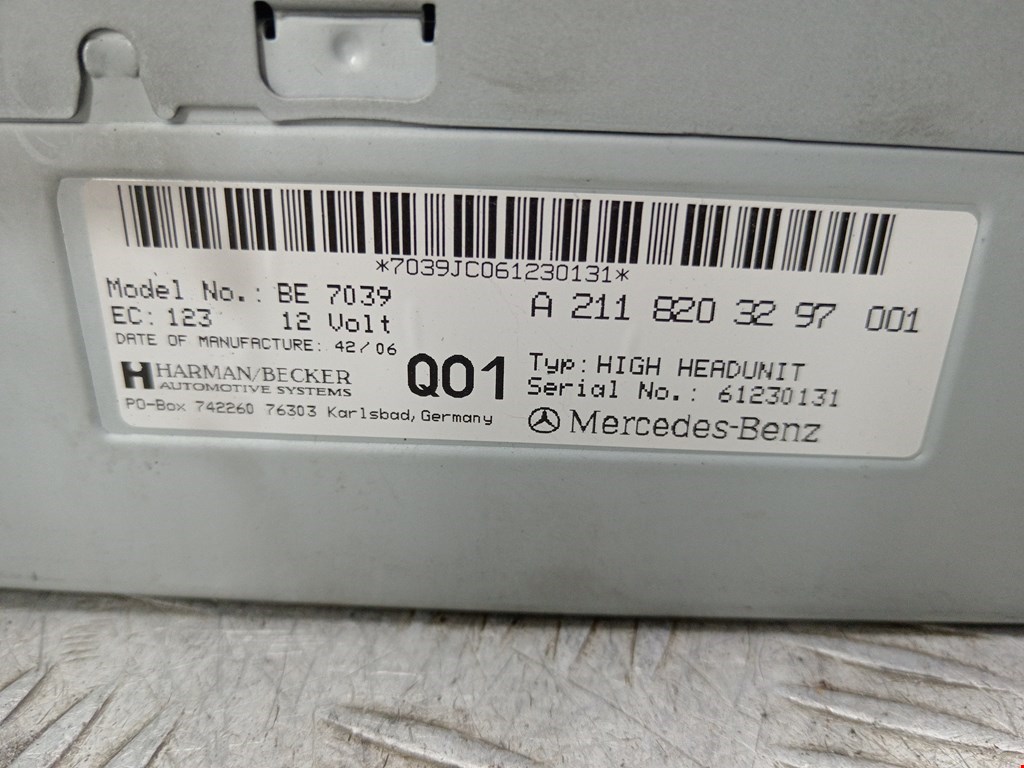 *7039JC061230131*
Model No.: BE 7039
A 211 820 32 97 001
EC: 123 12 Volt
DATE OF MANUFACTURE: 42/06
Q01
Typ: HIGH HEADUNIT
HARMAN/BECKER
AUTOMOTIVE SYSTEMS
Serial No.: 61230131
PO-Box 742260 76303 Karlsbad, Germany
Mercedes-Benz